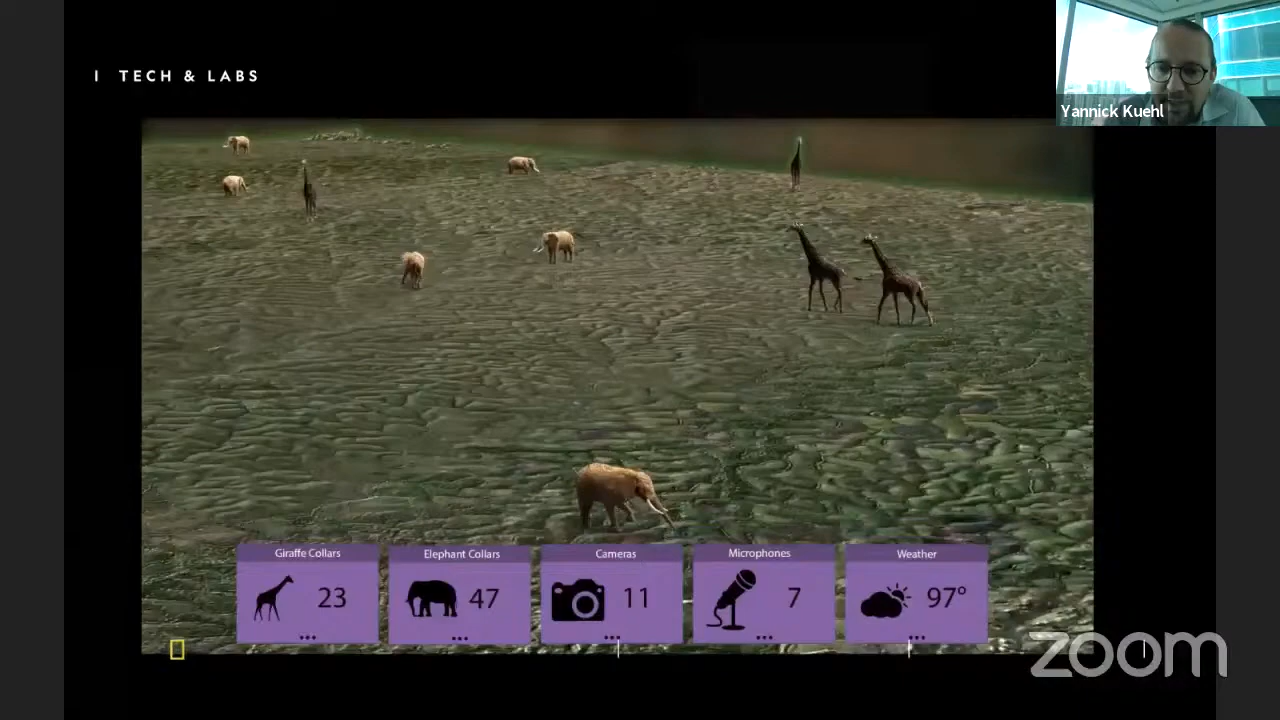 I TECH & LABS
Yannick Kuehl
Giraffe Collars
Elephant Collars
Cameras
Microphones
Weather
23
47
11
7
97°
zoom